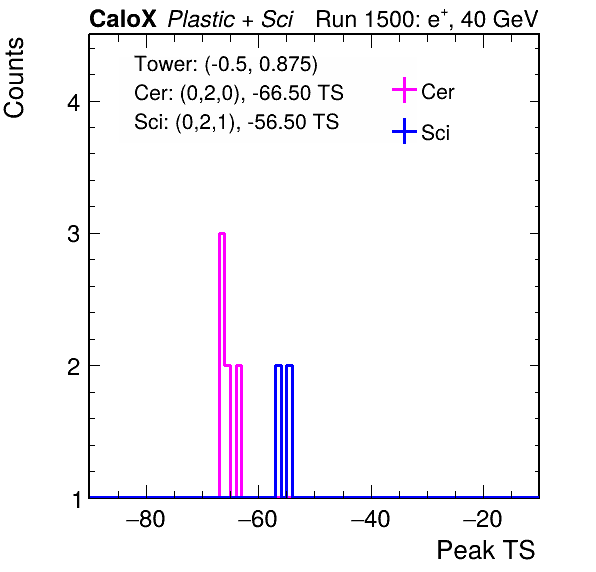 CaloX Plastic + Sci Run 1500: e+, 40 GeV
Counts
Tower: (-0.5, 0.875)
Cer: (0,2,0), -66.50 TS
Sci: (0,2,1), -56.50 TS
Cer
Sci
4
3
2
1
−80 −60 −40 −20
Peak TS